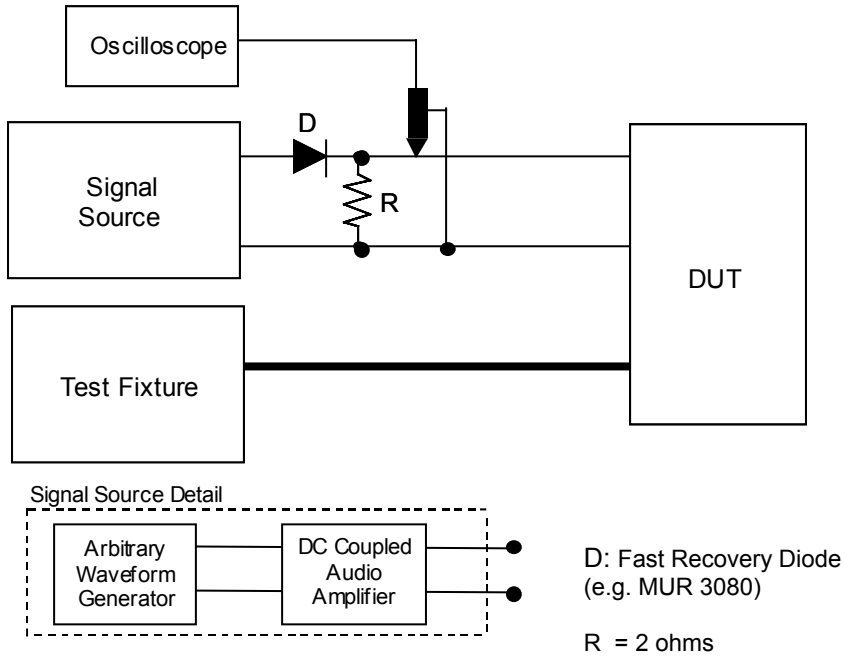 Oscilloscope
D
Signal
Source
R
DUT
Test Fixture
Signal Source Detail
Arbitrary
Waveform
Generator
DC Coupled
Audio
Amplifier
D: Fast Recovery Diode
(e.g. MUR 3080)
R = 2 ohms